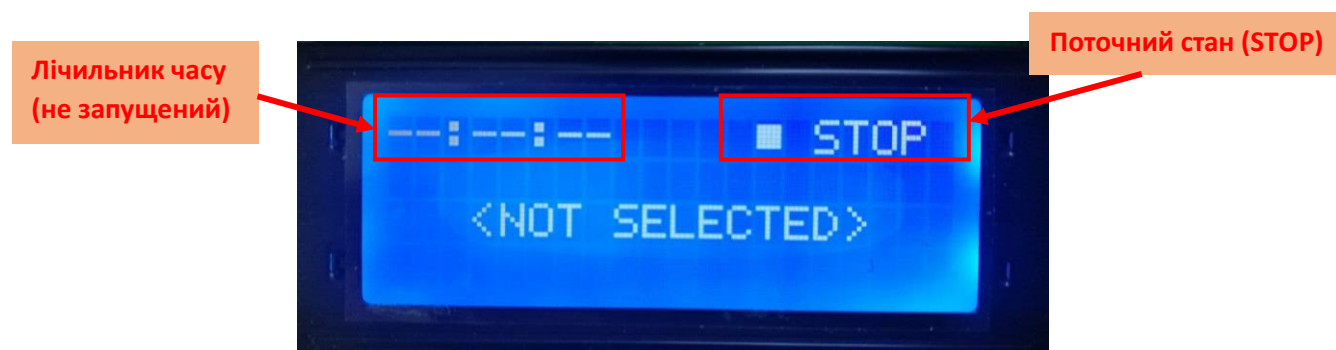 Лічильник часу
(не запущений)
Поточний стан (STOP)
--:--:-- ■ STOP
<NOT SELECTED>